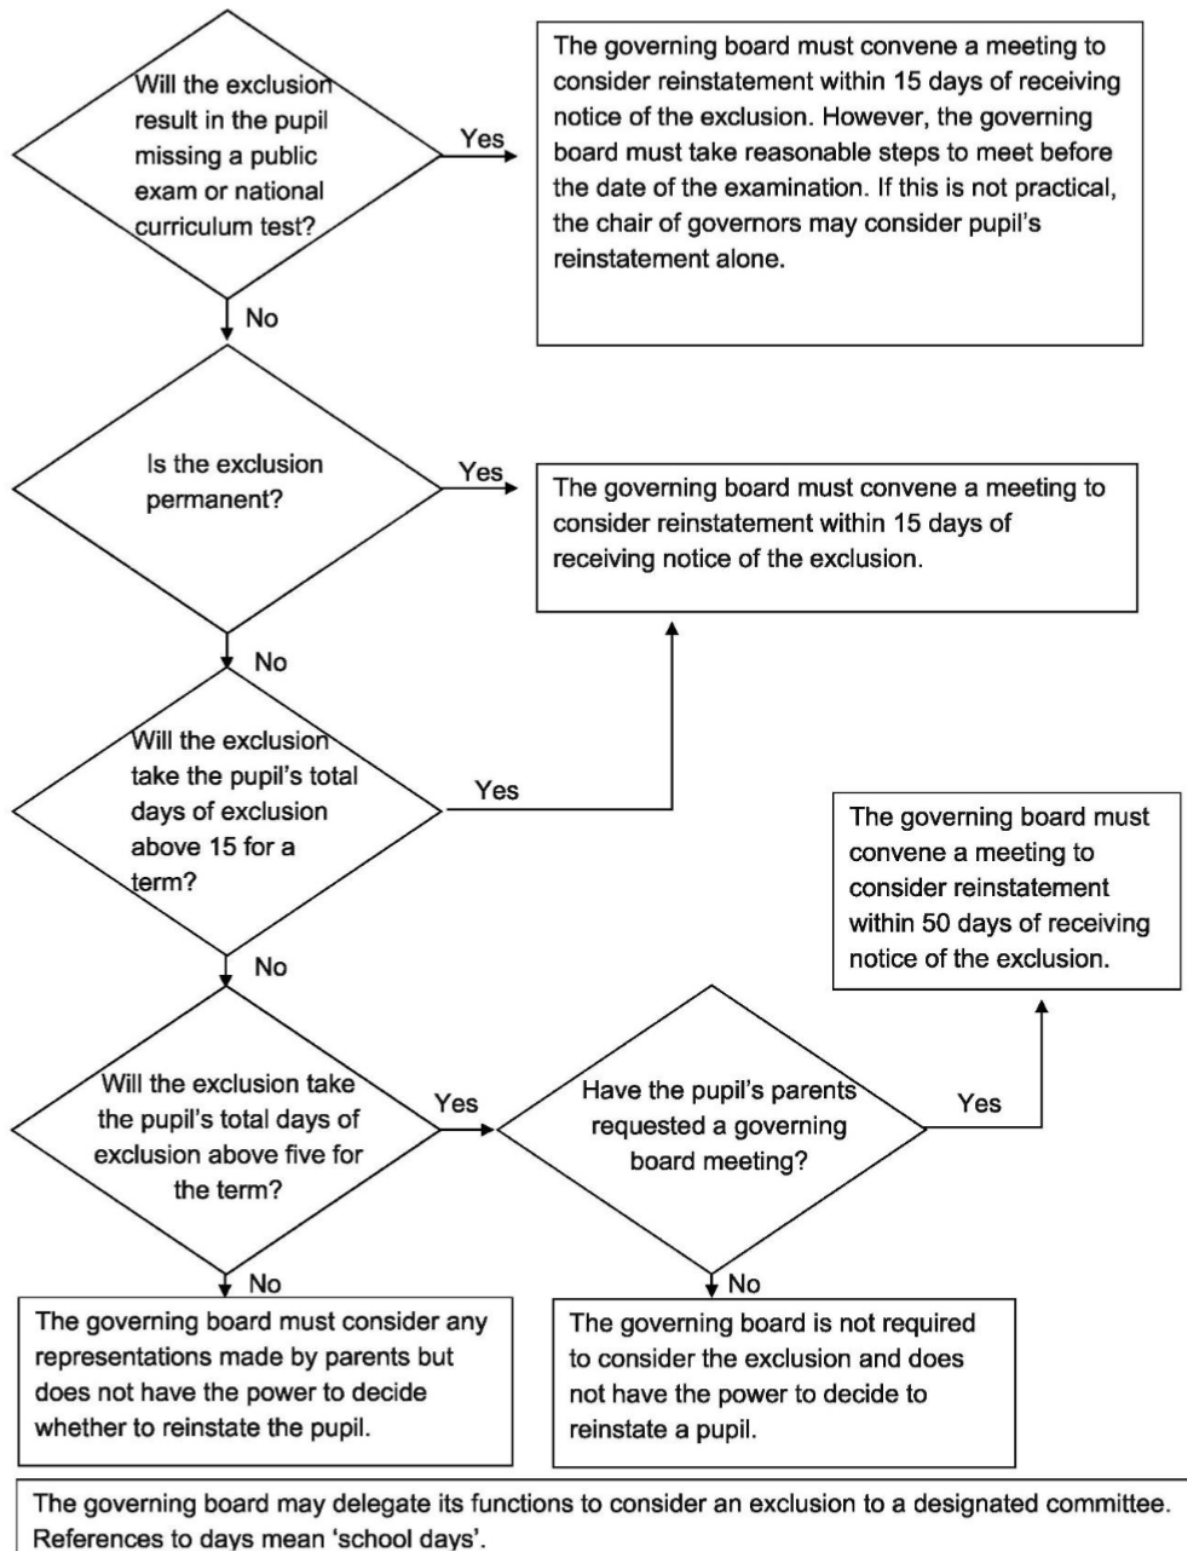 Will the exclusion
result in the pupil
missing a public
exam or national
curriculum test?
Yes
The governing board must convene a meeting to
consider reinstatement within 15 days of receiving
notice of the exclusion. However, the governing
board must take reasonable steps to meet before
the date of the examination. If this is not practical,
the chair of governors may consider pupil's
reinstatement alone.
No
Is the exclusion
permanent?
Yes
The governing board must convene a meeting to
consider reinstatement within 15 days of
receiving notice of the exclusion.
No
Will the exclusion
take the pupil's total
days of exclusion
above 15 for a
term?
Yes
The governing board must
convene a meeting to
consider reinstatement
within 50 days of receiving
notice of the exclusion.
No
Will the exclusion take
the pupil's total days of
exclusion above five for
the term?
Yes
Have the pupil's parents
requested a governing
board meeting?
Yes
No
The governing board must consider any
representations made by parents but
does not have the power to decide
whether to reinstate the pupil.
No
The governing board is not required
to consider the exclusion and does
not have the power to decide to
reinstate a pupil.
The governing board may delegate its functions to consider an exclusion to a designated committee.
References to days mean 'school days'.